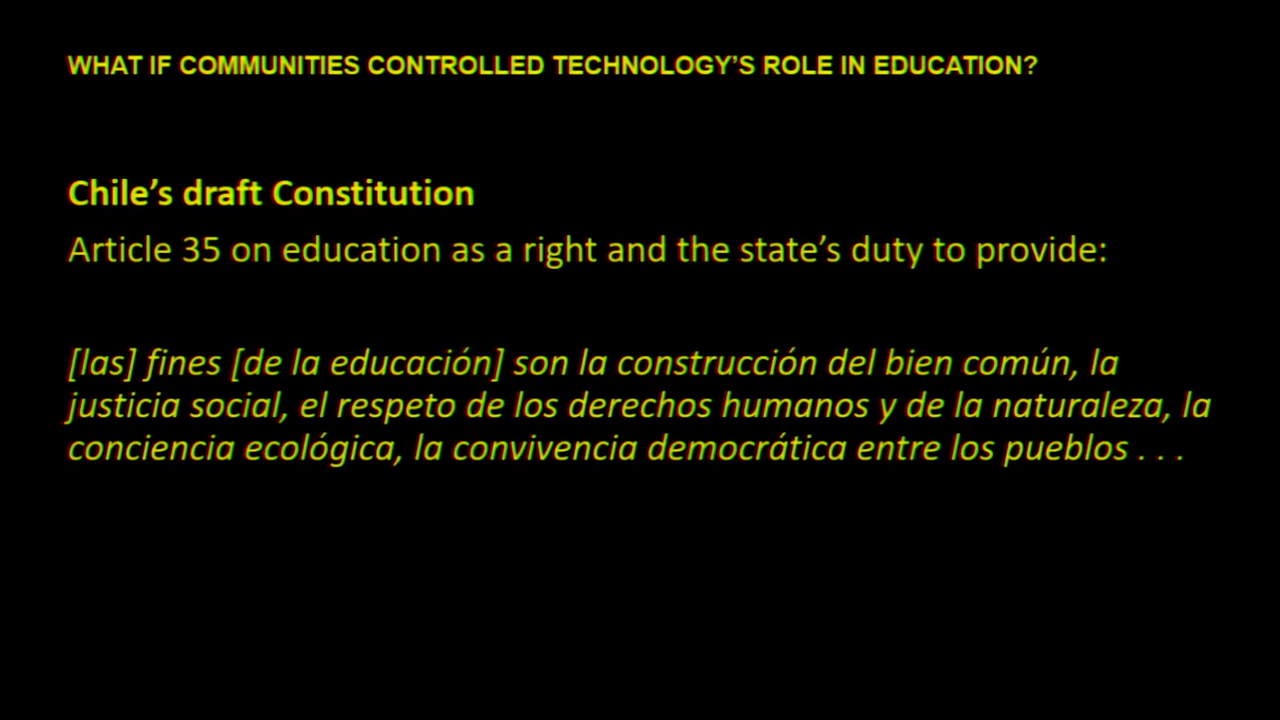 WHAT IF COMMUNITIES CONTROLLED TECHNOLOGY’S ROLE IN EDUCATION?
Chile’s draft Constitution
Article 35 on education as a right and the state’s duty to provide:
[las] fines [de la educación] son la construcción del bien común, la
justicia social, el respeto de los derechos humanos y de la naturaleza, la
conciencia ecológica, la convivencia democrática entre los pueblos . . .